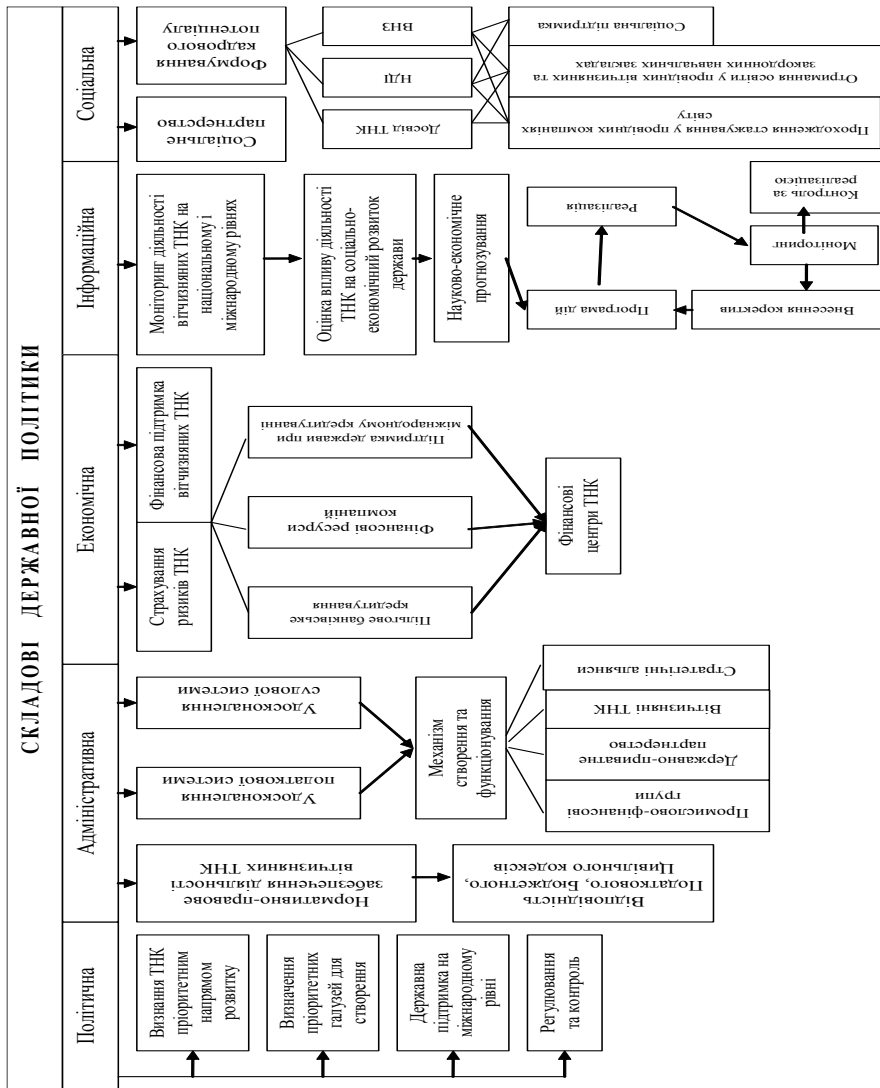 СКЛАДОВІ ДЕРЖАВНОЇ ПОЛІТИКИ
Політична
Адміністративна
Економічна
Інформаційна
Соціальна
Визнання ТНК
пріоритетним
напрямом
розвитку
Визначення
пріоритетних
галузей для
створення
Державна
підтримка на
міжнародному
рівні
Регулювання
та контроль
Нормативно-правове
забезпечення діяльності
вітчизняних ТНК
Відповідність
Податкового, Бюджетного,
Цивільного кодексів
Удосконалення
податкової системи
Удосконалення
судової системи
Механізм
створення та
функціонування
Промислово-фінансові
групи
Державно-приватне
партнерство
Вітчизняні ТНК
Стратегічні альянси
Страхування
ризиків ТНК
Фінансова підтримка
вітчизняних ТНК
Пільгове банківське
кредитування
Фінансові ресурси
компаній
Підтримка держави при
міжнародному кредитуванні
Фінансові
центри ТНК
Моніторинг діяльності
вітчизняних ТНК на
національному і
міжнародному рівнях
Оцінка впливу діяльності
ТНК на соціально-
економічний розвиток
держави
Науково-економічне
прогнозування
Програма дій
Реалізація
Моніторинг
Контроль за
реалізацією
Внесення коректив
Соціальне
партнерство
Формування
кадрового
потенціалу
Досвід ТНК
НДІ
ВНЗ
Проходження стажування у провідних компаніях
світу
Отримання освіти у провідних вітчизняних та
закордонних навчальних закладах
Соціальна підтримка